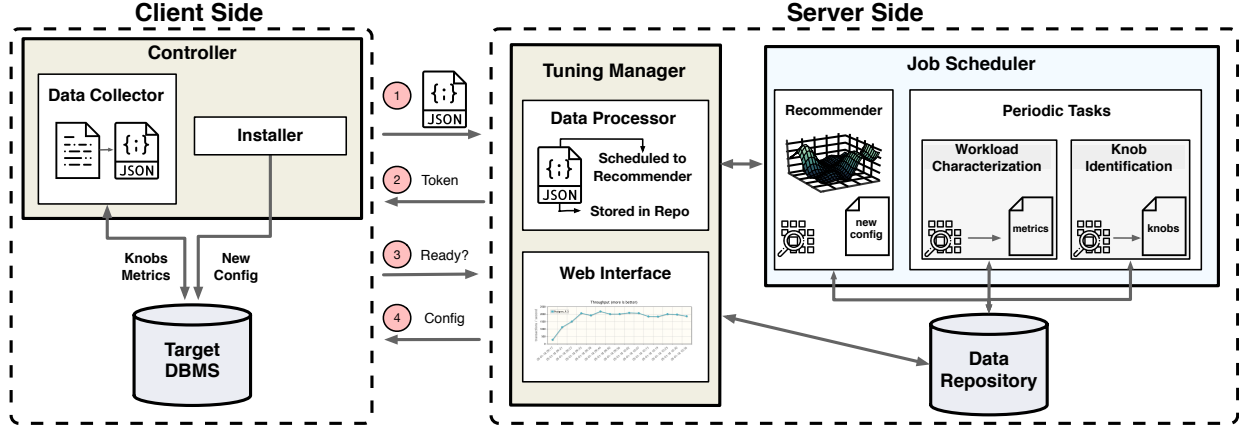 Client Side
Server Side
Controller
Data Collector
{;}
JSON
Installer
Knobs
Metrics
New
Config
Target
DBMS
1
{;}
JSON
2
Token
3
Ready?
4
Config
Tuning Manager
Data Processor
{;}
JSON
Scheduled to
Recommender
Stored in Repo
Web Interface
Job Scheduler
Recommender
new
config
Periodic Tasks
Workload
Characterization
metrics
Knob
Identification
knobs
Data
Repository